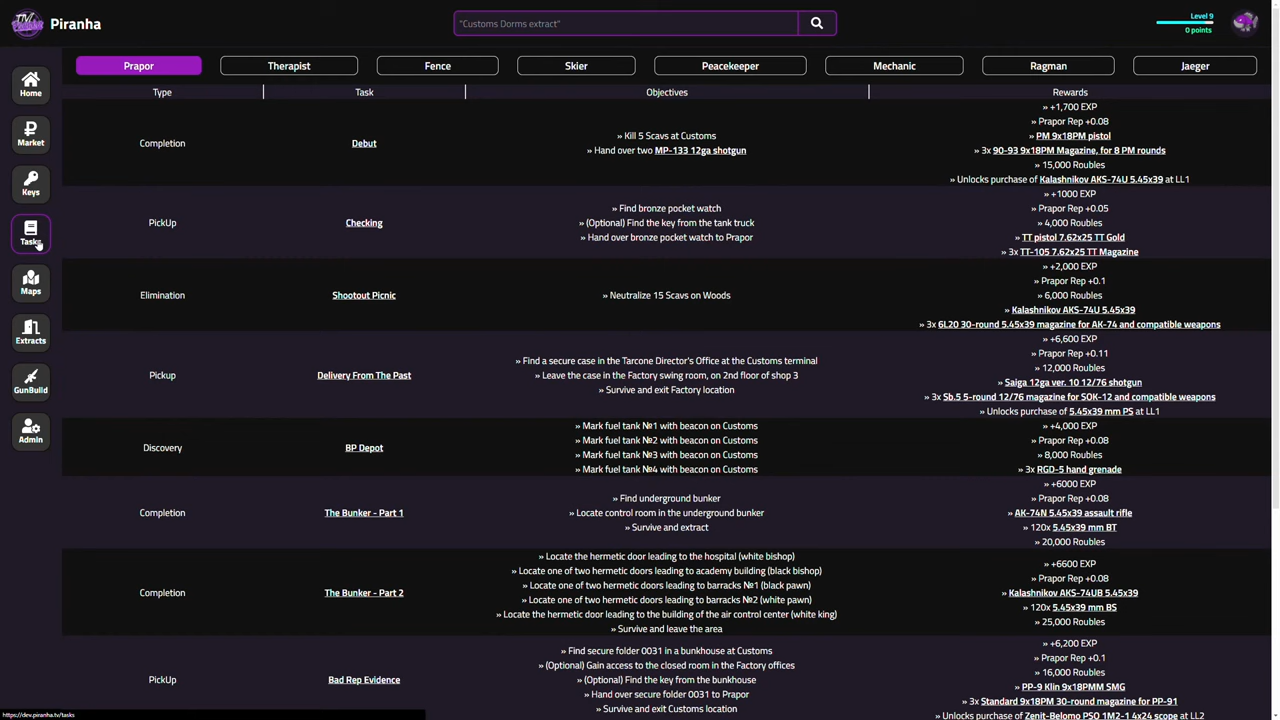 Piranha
"Customs Dorms extract"
Level 9
0 points
Home
Market
Keys
Tasks
Maps
Extracts
GunBuild
Admin
Prapor Therapist Fence Skier Peacekeeper Mechanic Ragman Jaeger
Type Task Objectives Rewards
Completion
Debut
» Kill 5 Scavs at Customs
» Hand over two MP-133 12ga shotgun
» +1,700 EXP
» Prapor Rep +0.08
» PM 9x18PM pistol
» 3x 90-93 9x18PM Magazine, for 8 PM rounds
» 15,000 Roubles
» Unlocks purchase of Kalashnikov AKS-74U 5.45x39 at LL1
PickUp
Checking
» Find bronze pocket watch
» (Optional) Find the key from the tank truck
» Hand over bronze pocket watch to Prapor
» +1000 EXP
» Prapor Rep +0.05
» 4,000 Roubles
» TT pistol 7.62x25 TT Gold
» 3x TT-105 7.62x25 TT Magazine
Elimination
Shootout Picnic
» Neutralize 15 Scavs on Woods
» +2,000 EXP
» Prapor Rep +0.1
» 6,000 Roubles
» Kalashnikov AKS-74U 5.45x39
» 3x 6L20 30-round 5.45x39 magazine for AK-74 and compatible weapons
Pickup
Delivery From The Past
» Find a secure case in the Tarcone Director's Office at the Customs terminal
» Leave the case in the Factory swing room, on 2nd floor of shop 3
» Survive and exit Factory location
» +6,600 EXP
» Prapor Rep +0.11
» 12,000 Roubles
» Saiga 12ga ver. 10 12/76 shotgun
» 3x Sb.5 5-round 12/76 magazine for SOK-12 and compatible weapons
» Unlocks purchase of 5.45x39 mm PS at LL1
Discovery
BP Depot
» Mark fuel tank №1 with beacon on Customs
» Mark fuel tank №2 with beacon on Customs
» Mark fuel tank №3 with beacon on Customs
» Mark fuel tank №4 with beacon on Customs
» +4,000 EXP
» Prapor Rep +0.08
» 8,000 Roubles
» 3x RGD-5 hand grenade
Completion
The Bunker - Part 1
» Find underground bunker
» Locate control room in the underground bunker
» Survive and extract
» +6000 EXP
» Prapor Rep +0.08
» AK-74N 5.45x39 assault rifle
» 120x 5.45x39 mm BT
» 20,000 Roubles
Completion
The Bunker - Part 2
» Locate the hermetic door leading to the hospital (white bishop)
» Locate one of two hermetic doors leading to academy building (black bishop)
» Locate one of two hermetic doors leading to barracks №1 (black pawn)
» Locate one of two hermetic doors leading to barracks №2 (white pawn)
» Locate the hermetic door leading to the building of the air control center (white king)
» Survive and leave the area
» +6600 EXP
» Prapor Rep +0.08
» Kalashnikov AKS-74UB 5.45x39
» 120x 5.45x39 mm BS
» 25,000 Roubles
PickUp
Bad Rep Evidence
» Find secure folder 0031 in a bunkhouse at Customs
» (Optional) Gain access to the closed room in the Factory offices
» (Optional) Find the key from the bunkhouse
» Hand over secure folder 0031 to Prapor
» Survive and exit Customs location
» +6,200 EXP
» Prapor Rep +0.1
» 16,000 Roubles
» PP-9 Klin 9x18PMM SMG
» 3x Standard 9x18PM 30-round magazine for PP-91
» Unlocks purchase of Zenit-Belomo PSO 1M2-1 4x24 scope at LL2
https://dev.piranha.tv/tasks